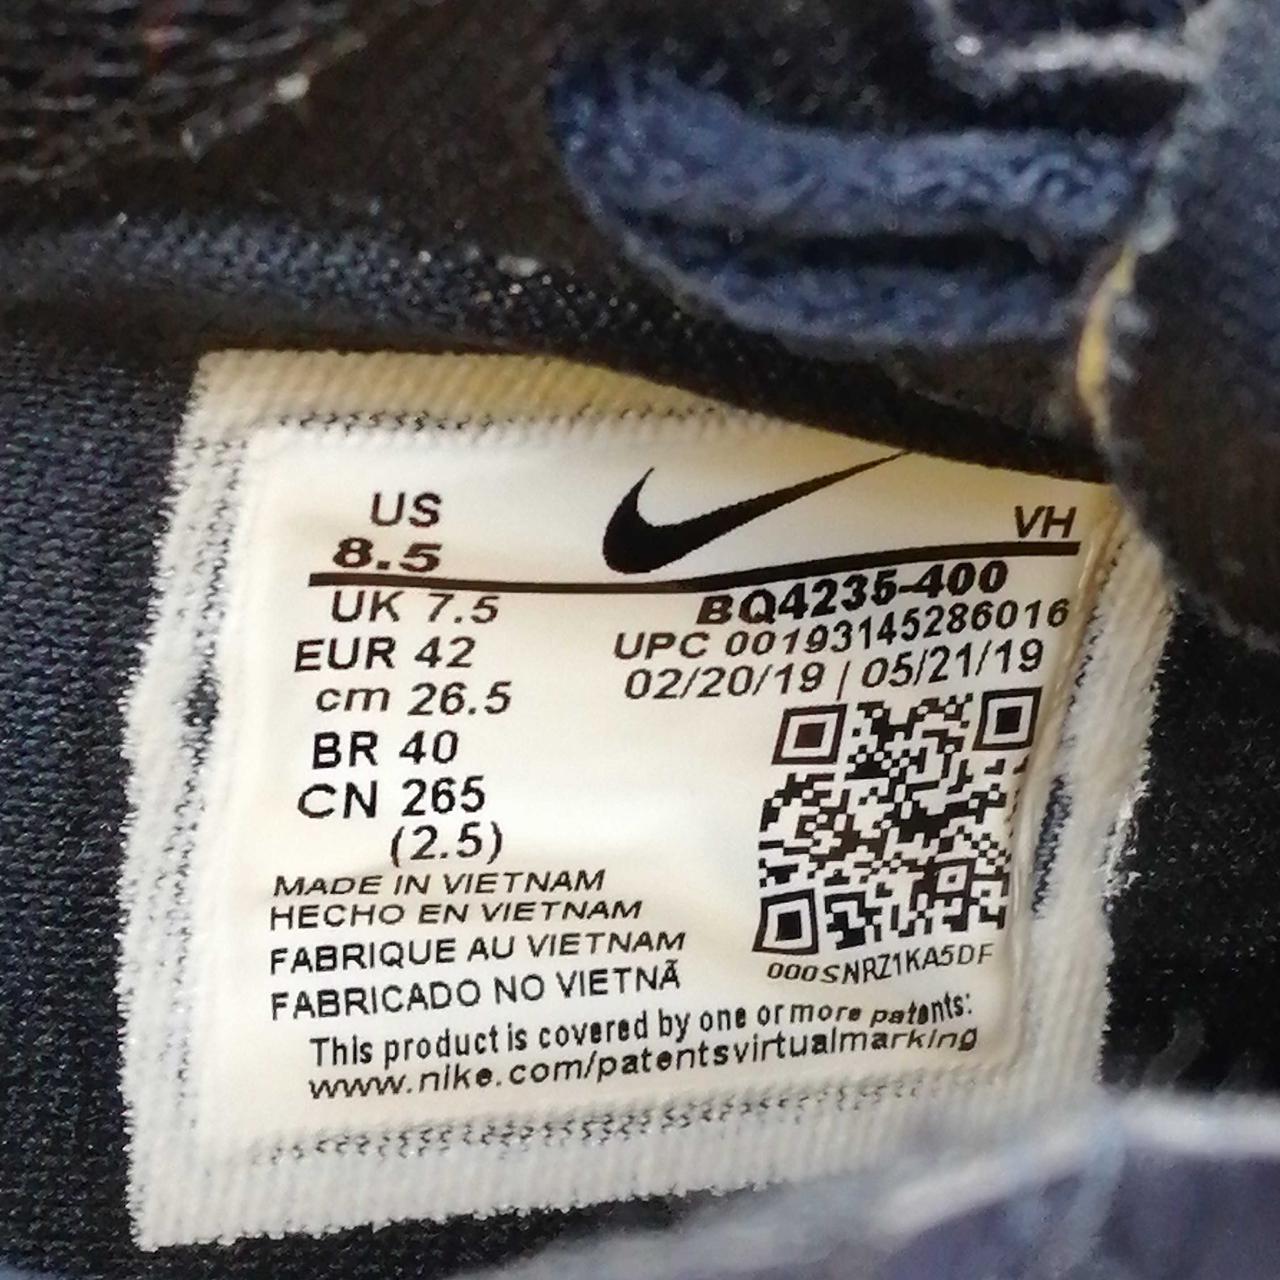 US
8.5
VH
UK 7.5
EUR 42
cm 26.5
BR 40
CN 265
(2.5)
BQ4235-400
UPC 00193145286016
02/20/19 | 05/21/19
000SNRZ1KA5DF
MADE IN VIETNAM
HECHO EN VIETNAM
FABRIQUE AU VIETNAM
FABRICADO NO VIETNÃ
This product is covered by one or more patents:
www.nike.com/patentsvirtualmarking